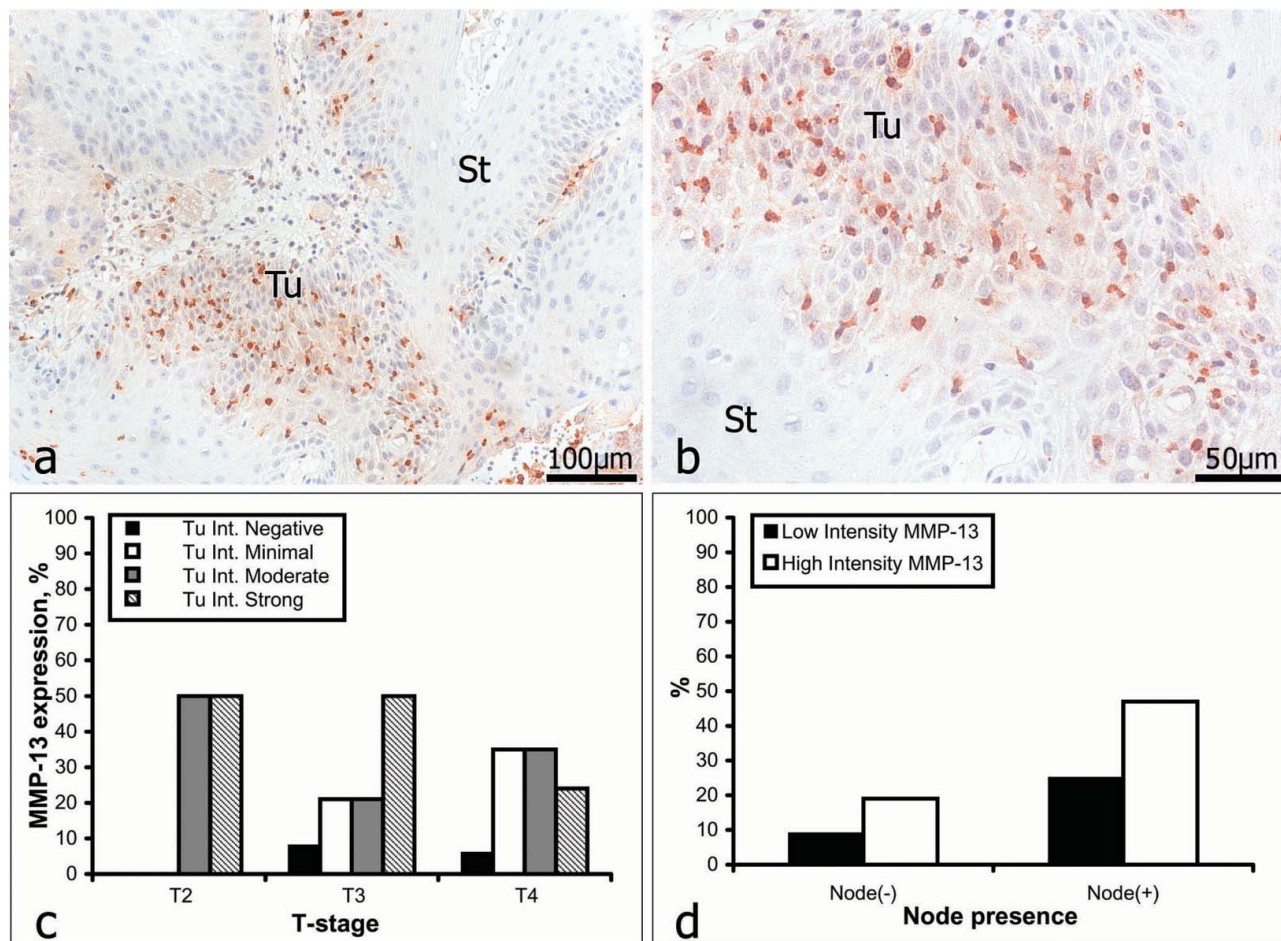 St
Tu
a
100µm
Tu
St
b
50µm
100
90
80
70
60
50
40
30
20
10
0
MMP-13 expression, %
Tu Int. Negative
Tu Int. Minimal
Tu Int. Moderate
Tu Int. Strong
T2
T3
T4
T-stage
c
100
90
80
70
60
50
40
30
20
10
0
%
Low Intensity MMP-13
High Intensity MMP-13
Node(-)
Node(+)
Node presence
d